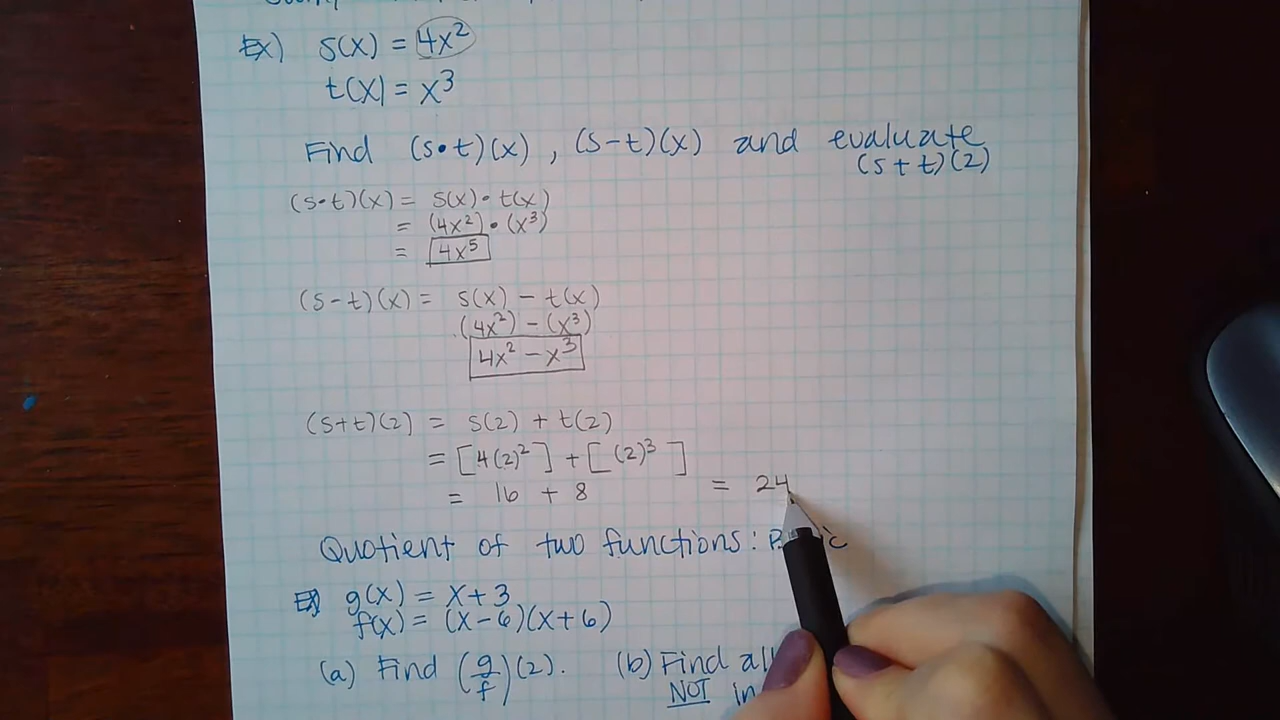 Ex) s(x) = 4x²
t(x) = x³
Find (s•t)(x), (s-t)(x) and evaluate
(s+t)(2)
(s•t)(x) = s(x)•t(x)
= (4x²)•(x³)
= 4x⁵
(s-t)(x) = s(x) - t(x)
(4x²) - (x³)
4x² - x³
(s+t)(2) = s(2) + t(2)
= [4(2)²] + [(2)³]
= 16 + 8 = 24
Quotient of two functions:
Ex) g(x) = x+3
f(x) = (x-6)(x+6)
(a) Find (g/f)(2). (b) Find all
NOT in